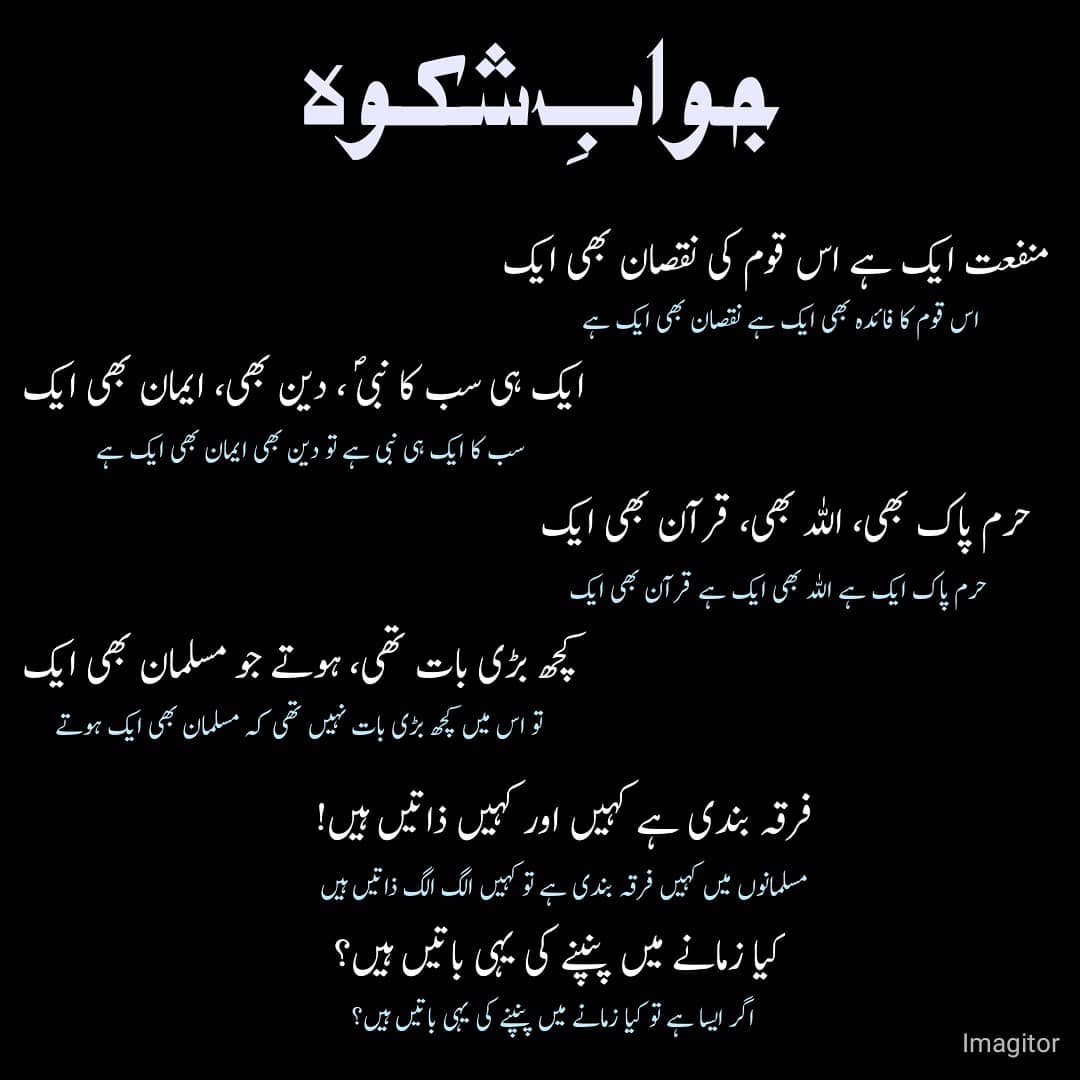 جوابِ شکوہ
منفعت ایک ہے اس قوم کی نقصان بھی ایک
اس قوم کا فائدہ بھی ایک ہے نقصان بھی ایک ہے
ایک ہی سب کا نبیؐ، دین بھی، ایمان بھی ایک
سب کا ایک ہی نبی ہے تو دین بھی ایمان بھی ایک ہے
حرم پاک بھی، اللہ بھی، قرآن بھی ایک
حرم پاک ایک ہے اللہ بھی ایک ہے قرآن بھی ایک
کچھ بڑی بات تھی، ہوتے جو مسلمان بھی ایک
تو اس میں کچھ بڑی بات نہیں تھی کہ مسلمان بھی ایک ہوتے
فرقہ بندی ہے کہیں اور کہیں ذاتیں ہیں!
مسلمانوں میں کہیں فرقہ بندی ہے تو کہیں الگ الگ ذاتیں ہیں
کیا زمانے میں پنپنے کی یہی باتیں ہیں؟
اگر ایسا ہے تو کیا زمانے میں پنپنے کی یہی باتیں ہیں؟
Imagitor